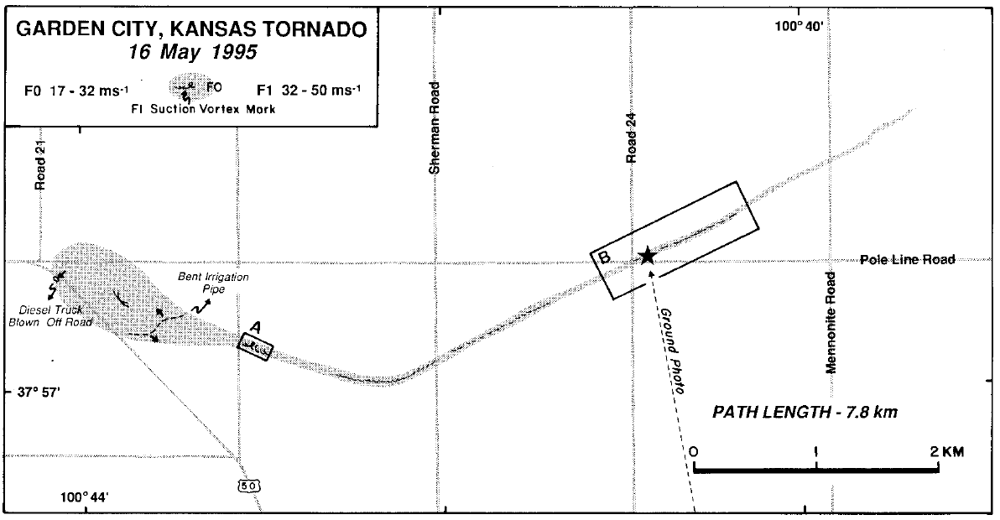 GARDEN CITY, KANSAS TORNADO
16 May 1995
F0 17 - 32 ms-1
F0
F1 32 - 50 ms-1
FI Suction Vortex Mark
100° 40'
Road 21
Sherman Road
Road 24
B
Pole Line Road
Bent Irrigation
Pipe
Diesel Truck
Blown Off Road
A
Mennonite Road
Ground Photo
37° 57'
PATH LENGTH - 7.8 km
0 1 2 KM
50
100° 44'